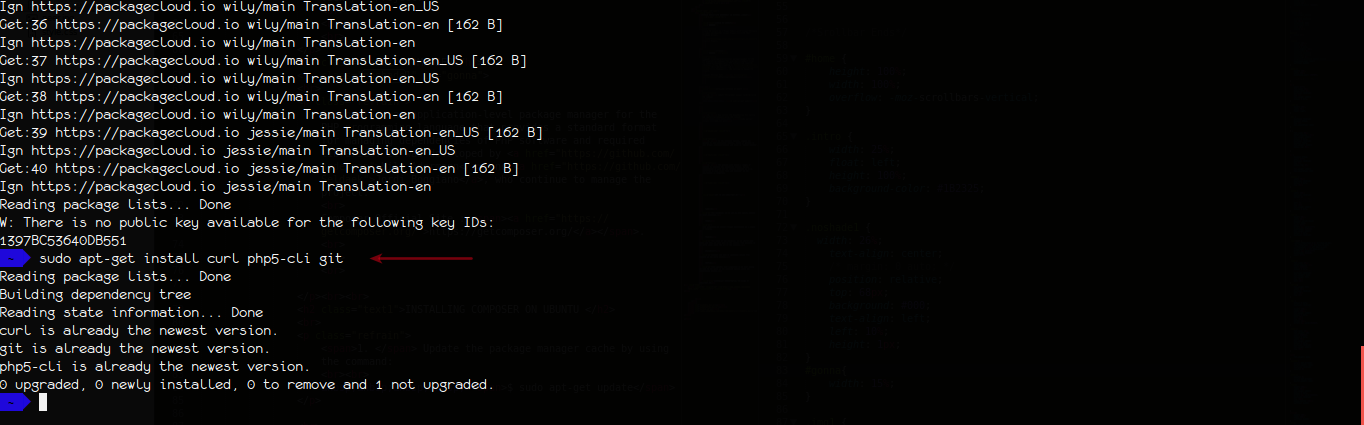 Ign https://packagecloud.io wily/main Translation-en_US
Get:36 https://packagecloud.io wily/main Translation-en [162 B]
Ign https://packagecloud.io wily/main Translation-en
Get:37 https://packagecloud.io wily/main Translation-en_US [162 B]
Ign https://packagecloud.io wily/main Translation-en_US
Get:38 https://packagecloud.io wily/main Translation-en [162 B]
Ign https://packagecloud.io wily/main Translation-en
Get:39 https://packagecloud.io jessie/main Translation-en_US [162 B]
Ign https://packagecloud.io jessie/main Translation-en_US
Get:40 https://packagecloud.io jessie/main Translation-en [162 B]
Ign https://packagecloud.io jessie/main Translation-en
Reading package lists... Done
W: There is no public key available for the following key IDs:
1397BC53640DB551
~ sudo apt-get install curl php5-cli git
Reading package lists... Done
Building dependency tree
Reading state information... Done
curl is already the newest version.
git is already the newest version.
php5-cli is already the newest version.
0 upgraded, 0 newly installed, 0 to remove and 1 not upgraded.
~